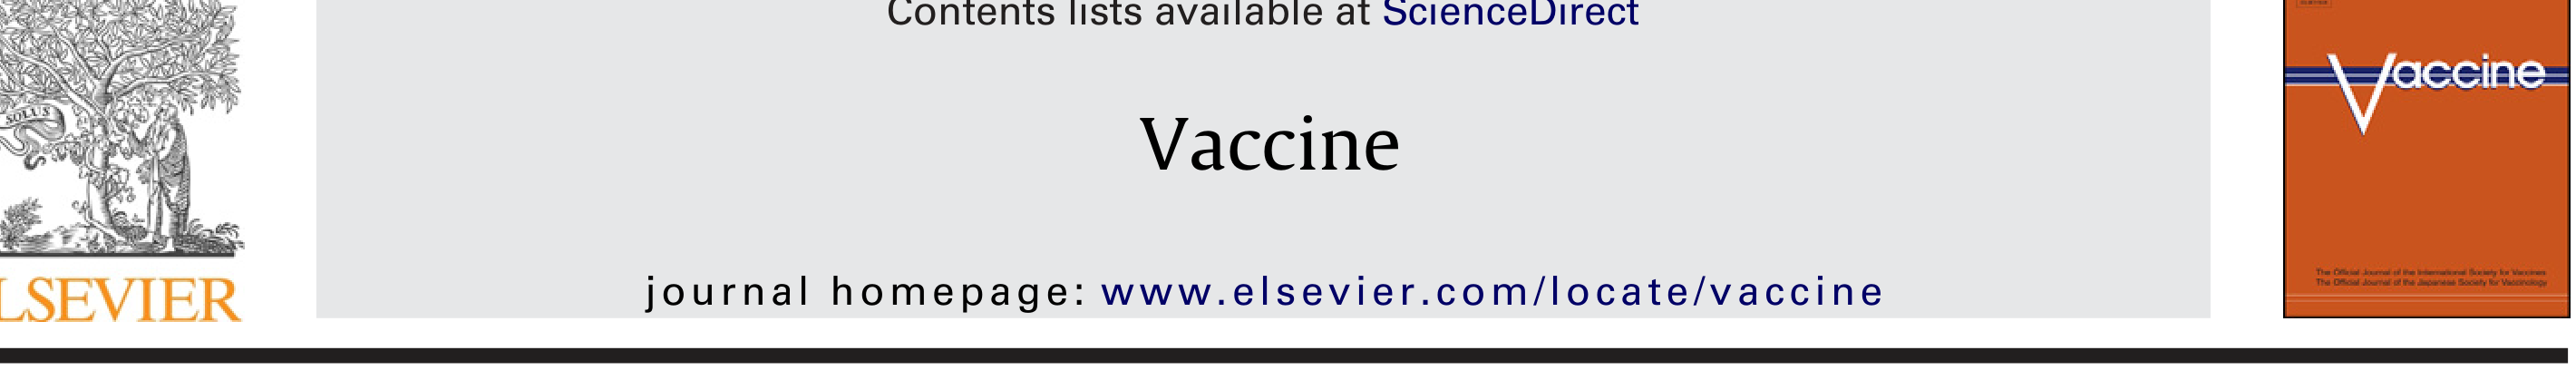 Contents lists available at ScienceDirect
SOLUS
Vaccine
Vaccine
journal homepage: www.elsevier.com/locate/vaccine
LSEVIER
The Official Journal of the International Society for Vaccines
The Official Journal of the Japanese Society for Vaccinology